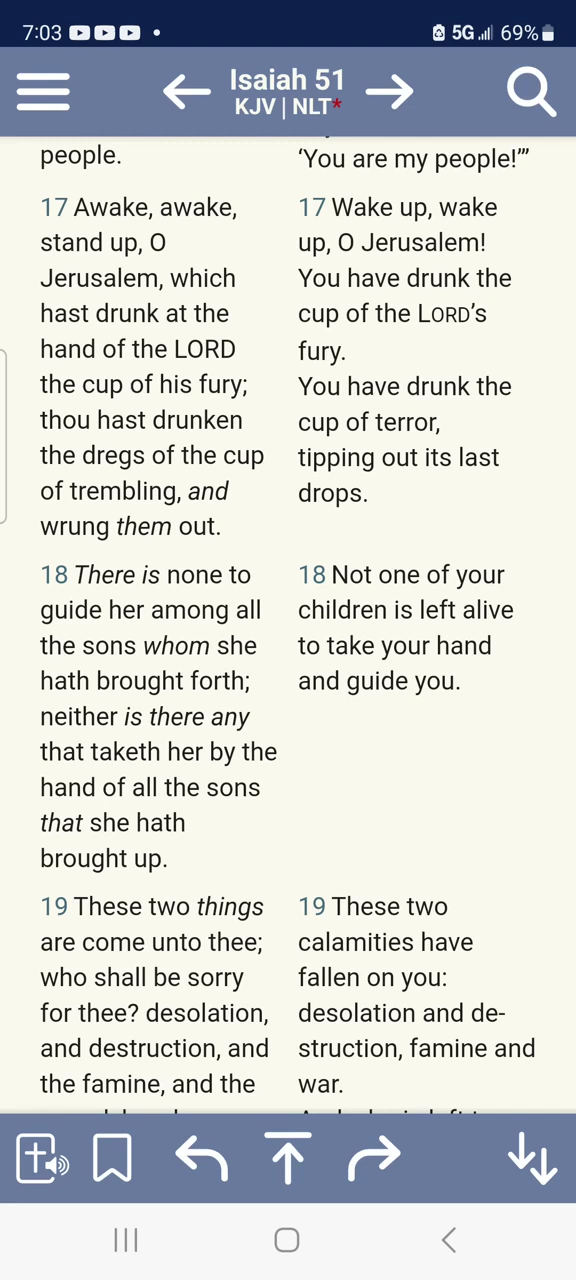 7:03
5G 69%
Isaiah 51
KJV | NLT*
people.
17 Awake, awake,
stand up, O
Jerusalem, which
hast drunk at the
hand of the LORD
the cup of his fury;
thou hast drunken
the dregs of the cup
of trembling, and
wrung them out.
18 There is none to
guide her among all
the sons whom she
hath brought forth;
neither is there any
that taketh her by the
hand of all the sons
that she hath
brought up.
19 These two things
are come unto thee;
who shall be sorry
for thee? desolation,
and destruction, and
the famine, and the
‘You are my people!’”
17 Wake up, wake
up, O Jerusalem!
You have drunk the
cup of the LORD’s
fury.
You have drunk the
cup of terror,
tipping out its last
drops.
18 Not one of your
children is left alive
to take your hand
and guide you.
19 These two
calamities have
fallen on you:
desolation and de-
struction, famine and
war.